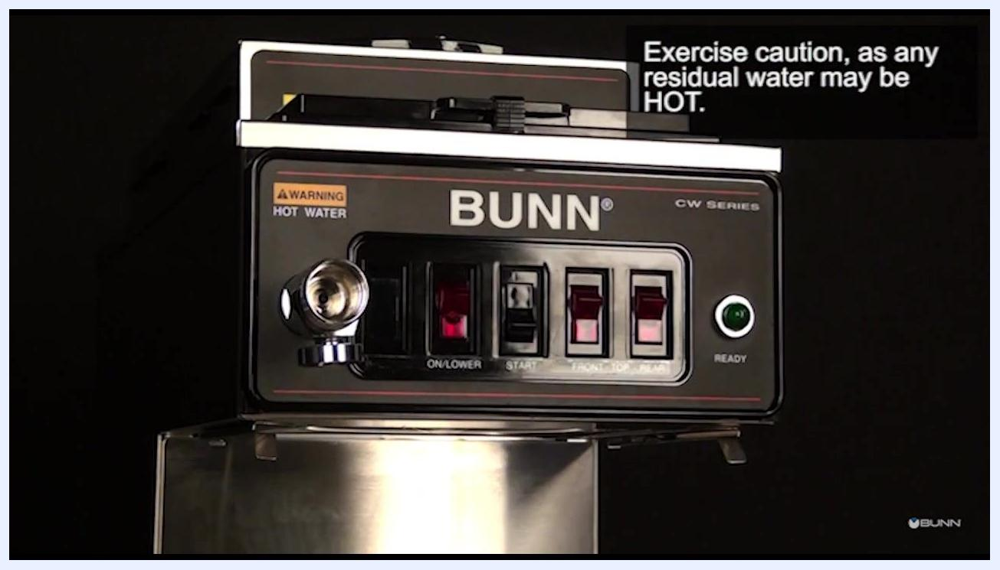 Exercise caution, as any
residual water may be
HOT.
⚠WARNING
HOT WATER
BUNN®
CW SERIES
ON/LOWER
START
FRONT TOP REAR
READY
BUNN